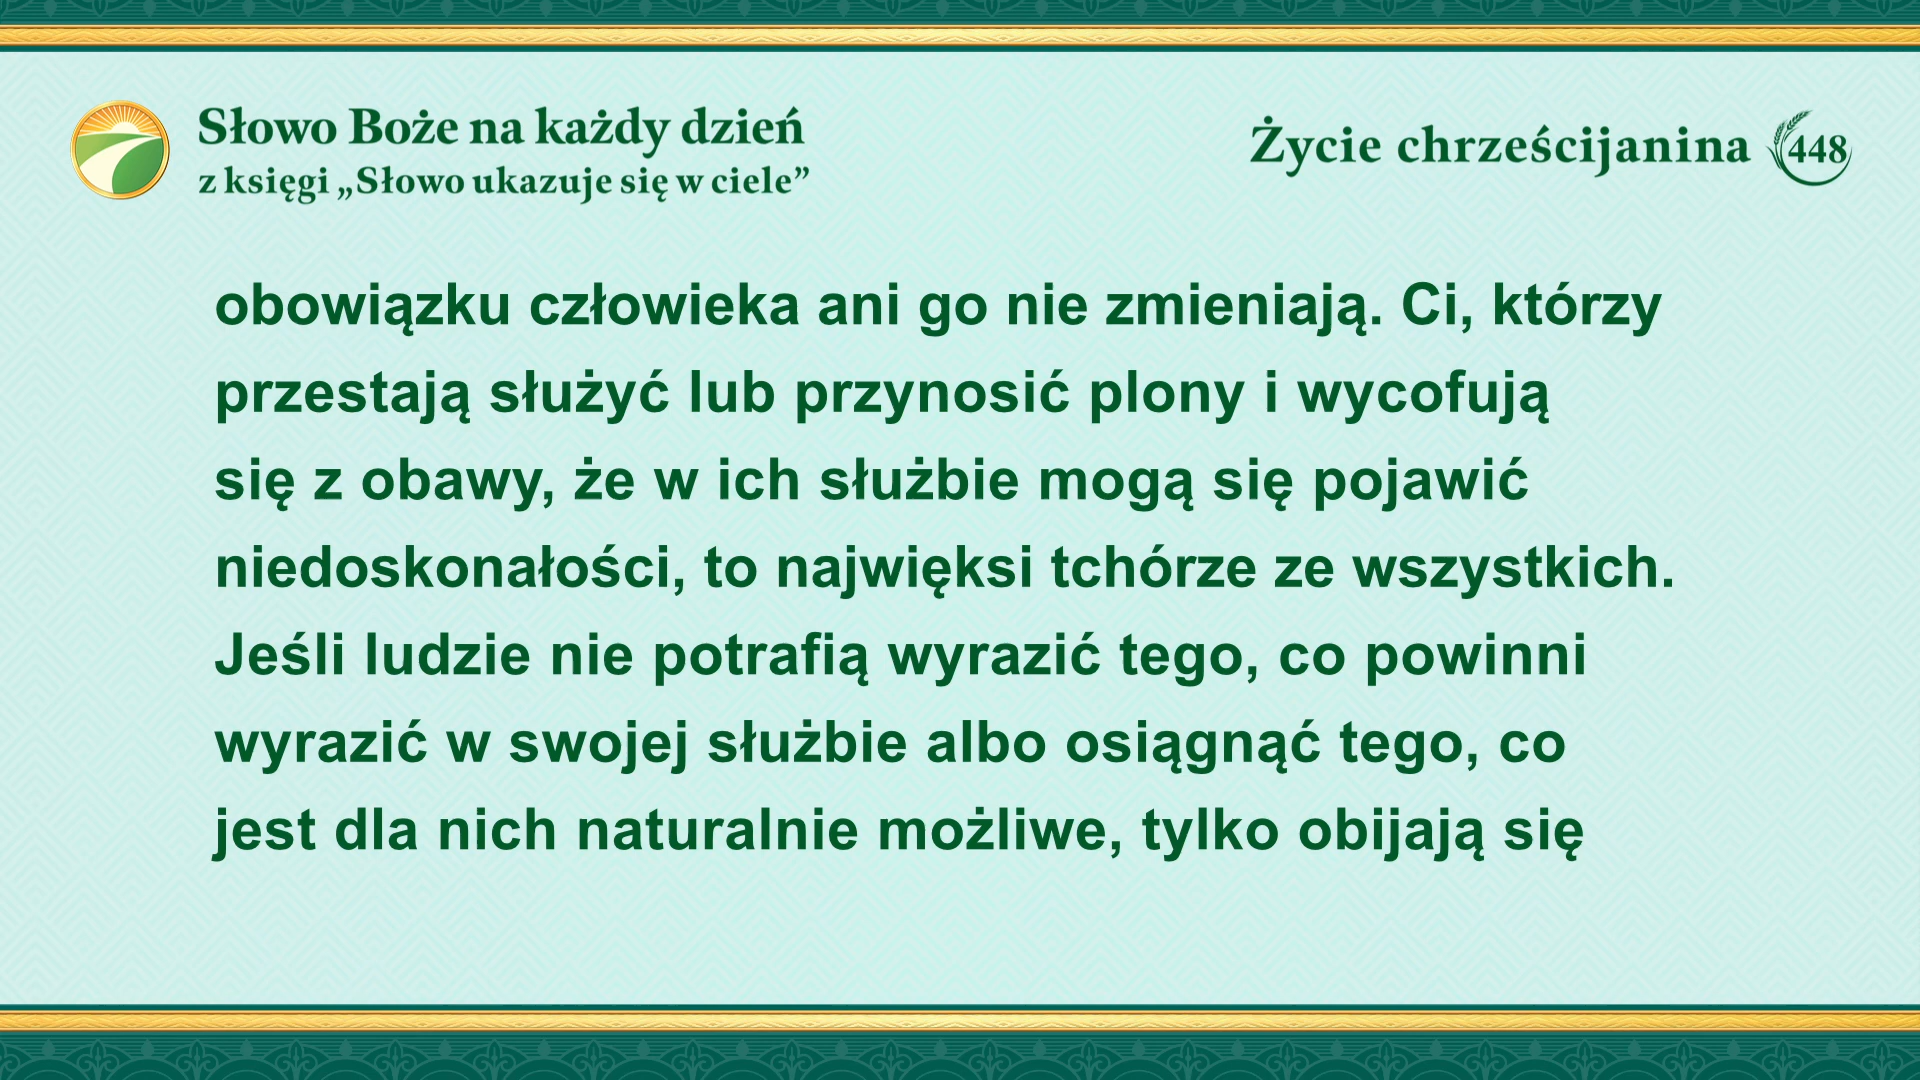 Słowo Boże na każdy dzień
z księgi „Słowo ukazuje się w ciele”
Życie chrześcijanina 448
obowiązku człowieka ani go nie zmieniają. Ci, którzy
przestają służyć lub przynosić plony i wycofują
się z obawy, że w ich służbie mogą się pojawić
niedoskonałości, to najwięksi tchórze ze wszystkich.
Jeśli ludzie nie potrafią wyrazić tego, co powinni
wyrazić w swojej służbie albo osiągnąć tego, co
jest dla nich naturalnie możliwe, tylko obijają się